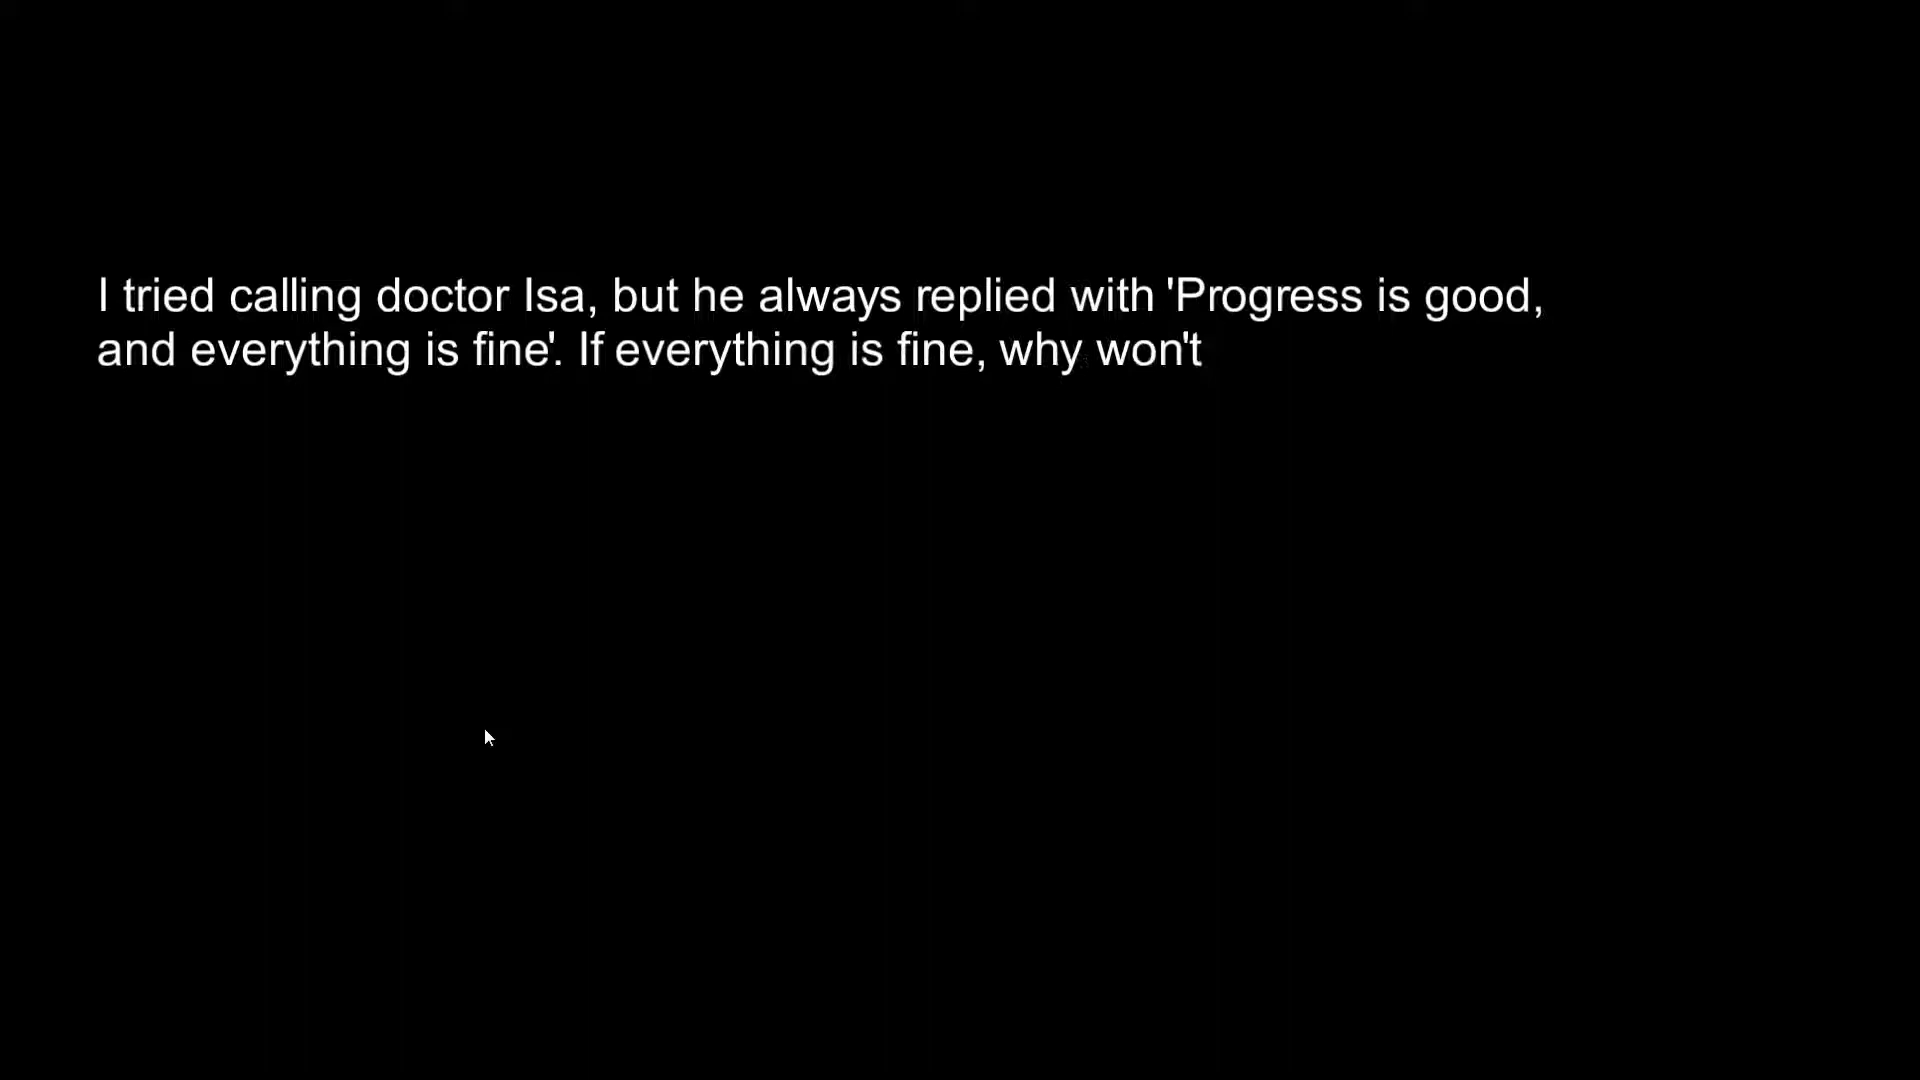 I tried calling doctor Isa, but he always replied with 'Progress is good,
and everything is fine'. If everything is fine, why won't